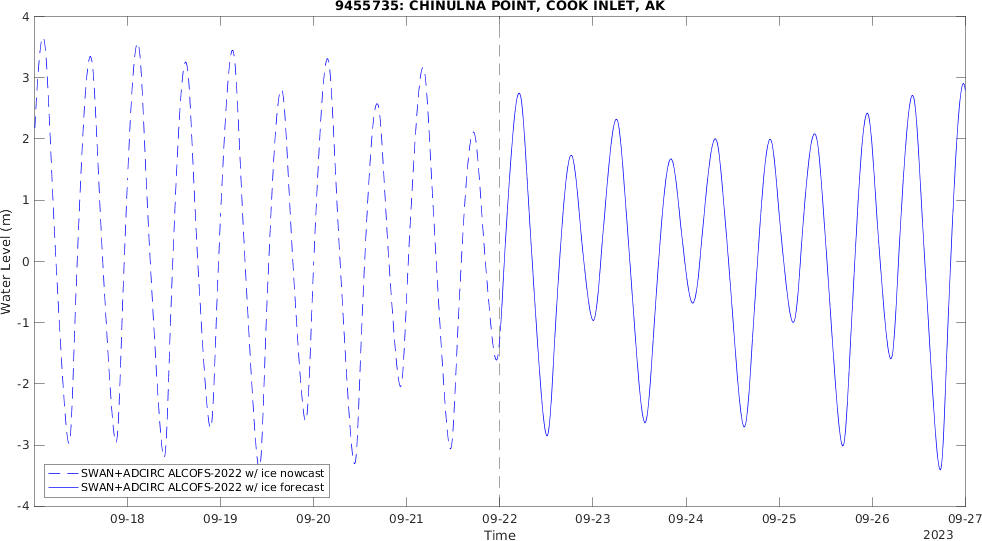 9455735: CHINULNA POINT, COOK INLET, AK
4
3
2
1
0
-1
-2
-3
-4
Water Level (m)
SWAN+ADCIRC ALCOFS-2022 w/ ice nowcast
SWAN+ADCIRC ALCOFS-2022 w/ ice forecast
09-18 09-19 09-20 09-21 09-22 09-23 09-24 09-25 09-26 09-27
Time
2023